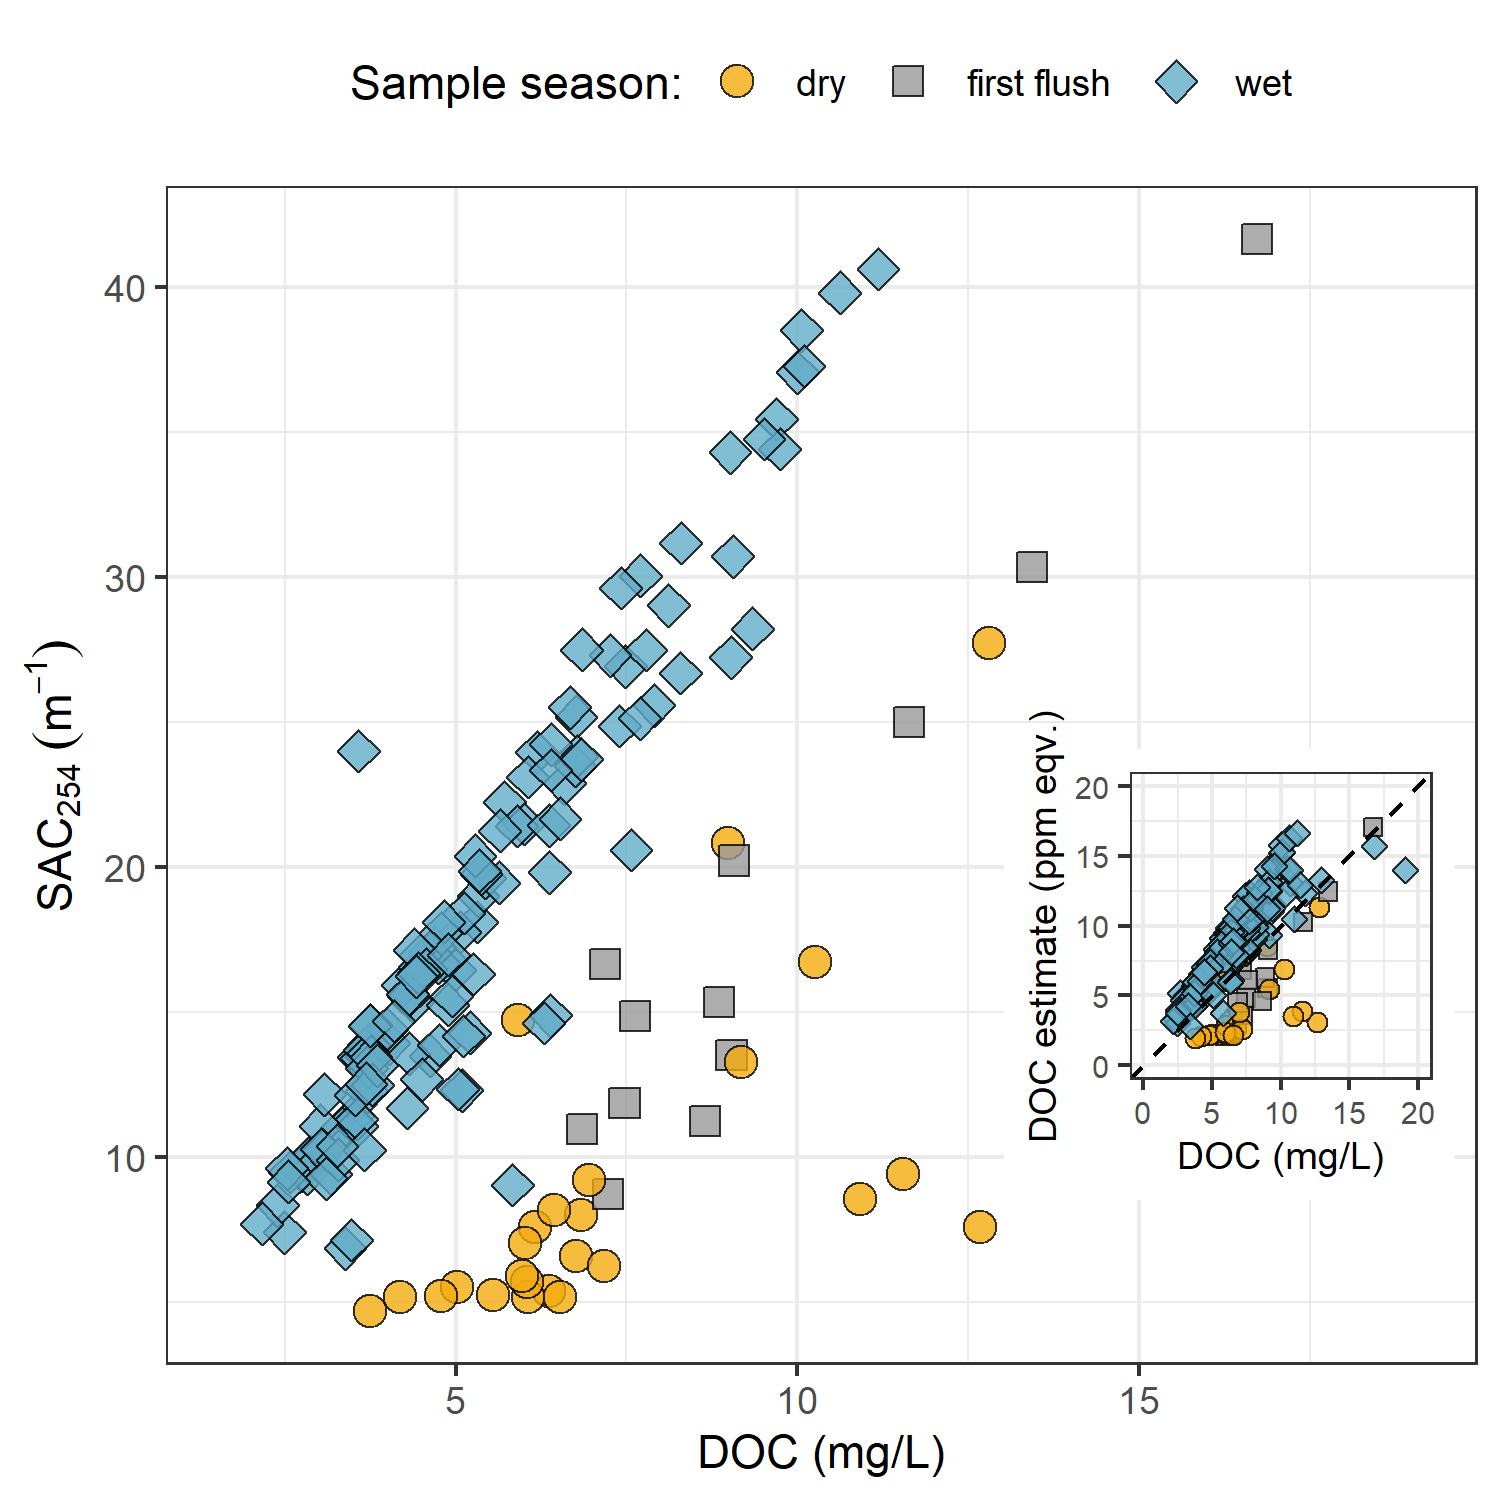 Sample season: dry first flush wet
SAC254 (m−1)
40
30
20
10
5 10 15
DOC (mg/L)
DOC estimate (ppm eqv.)
20
15
10
5
0
0 5 10 15 20
DOC (mg/L)